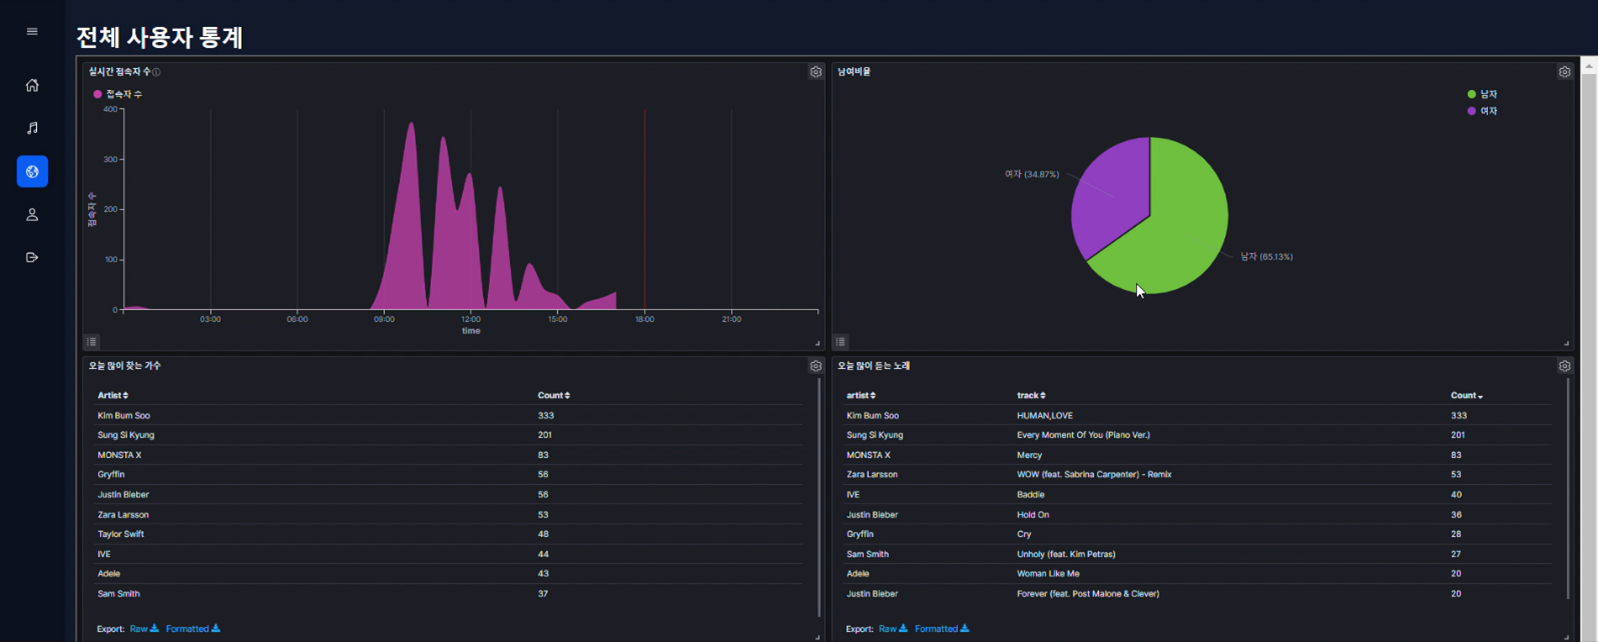 전체 사용자 통계
실시간 접속자 수
접속자 수
400
300
200
100
0
접속자 수
03:00 06:00 09:00 12:00 15:00 18:00 21:00
time
남여비율
남자
여자
여자 (34.87%)
남자 (65.13%)
오늘 많이 찾는 가수
Artist Count
Kim Bum Soo 333
Sung Si Kyung 201
MONSTA X 83
Gryffin 56
Justin Bieber 56
Zara Larsson 53
Taylor Swift 48
IVE 44
Adele 43
Sam Smith 37
Export: Raw Formatted
오늘 많이 듣는 노래
artist track Count
Kim Bum Soo HUMAN,LOVE 333
Sung Si Kyung Every Moment Of You (Piano Ver.) 201
MONSTA X Mercy 83
Zara Larsson WOW (feat. Sabrina Carpenter) - Remix 53
IVE Baddie 40
Justin Bieber Hold On 36
Gryffin Cry 28
Sam Smith Unholy (feat. Kim Petras) 27
Adele Woman Like Me 20
Justin Bieber Forever (feat. Post Malone & Clever) 20
Export: Raw Formatted